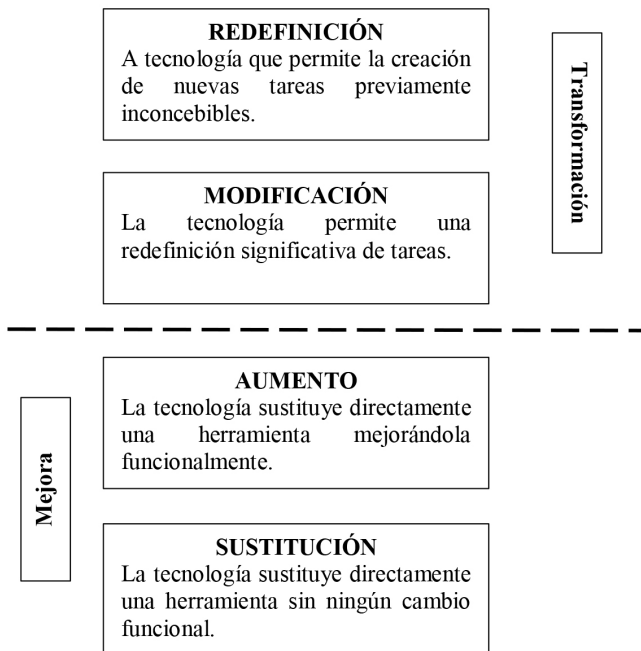 REDEFINICIÓN
A tecnología que permite la creación
de nuevas tareas previamente
inconcebibles.
Transformación
MODIFICACIÓN
La tecnología permite una
redefinición significativa de tareas.
AUMENTO
La tecnología sustituye directamente
una herramienta mejorándola
funcionalmente.
Mejora
SUSTITUCIÓN
La tecnología sustituye directamente
una herramienta sin ningún cambio
funcional.